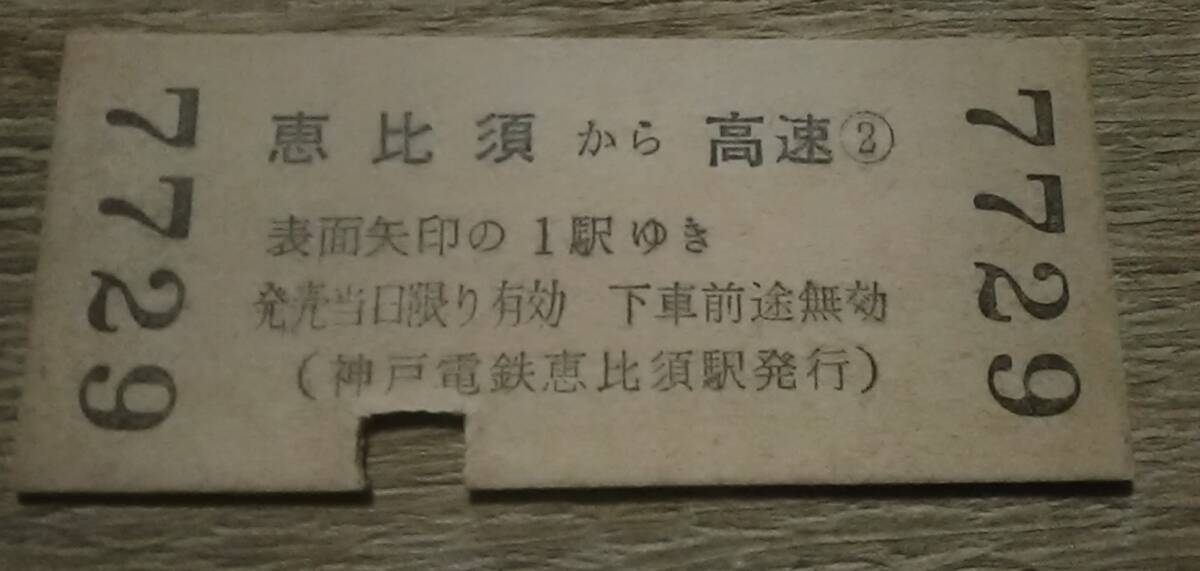 7729
恵比須から高速②
表面矢印の1駅ゆき
発売当日限り有効 下車前途無効
(神戸電鉄恵比須駅発行)
7729